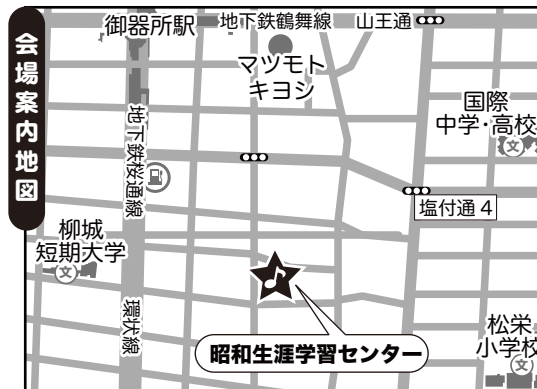 会場案内地図
御器所駅
地下鉄鶴舞線
山王通
マツモト
キヨシ
国際
中学・高校
文
地下鉄桜通線
塩付通 4
柳城
短期大学
文
環状線
昭和生涯学習センター
松栄
小学校
文